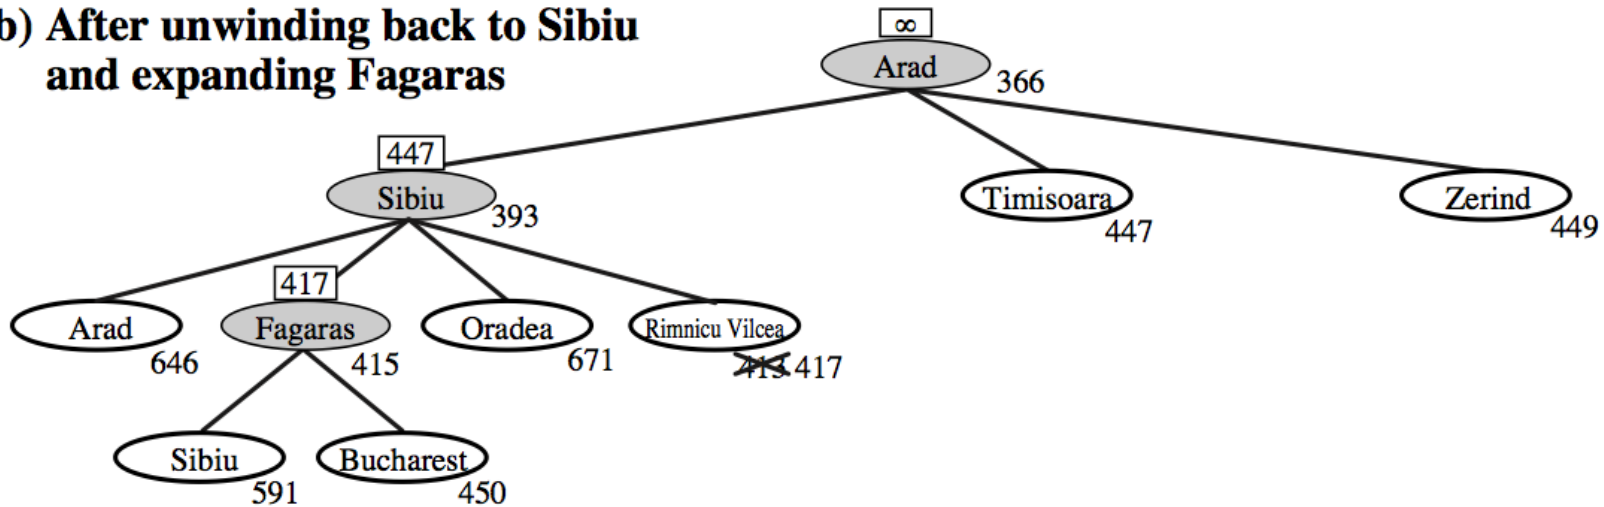 b) After unwinding back to Sibiu
and expanding Fagaras
∞
Arad
366
447
Sibiu
393
Timisoara
447
Zerind
449
417
Arad
646
Fagaras
415
Oradea
671
Rimnicu Vilcea
413 417
Sibiu
591
Bucharest
450